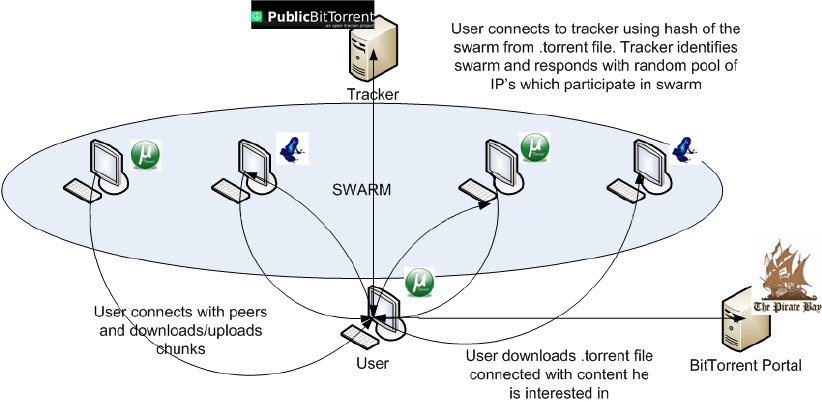 PublicBitTorrent
an open tracker project
User connects to tracker using hash of the
swarm from .torrent file. Tracker identifies
swarm and responds with random pool of
IP's which participate in swarm
Tracker
µ
µ
SWARM
µ
The Pirate Bay
User connects with peers
and downloads/uploads
chunks
User
User downloads .torrent file
connected with content he
is interested in
BitTorrent Portal